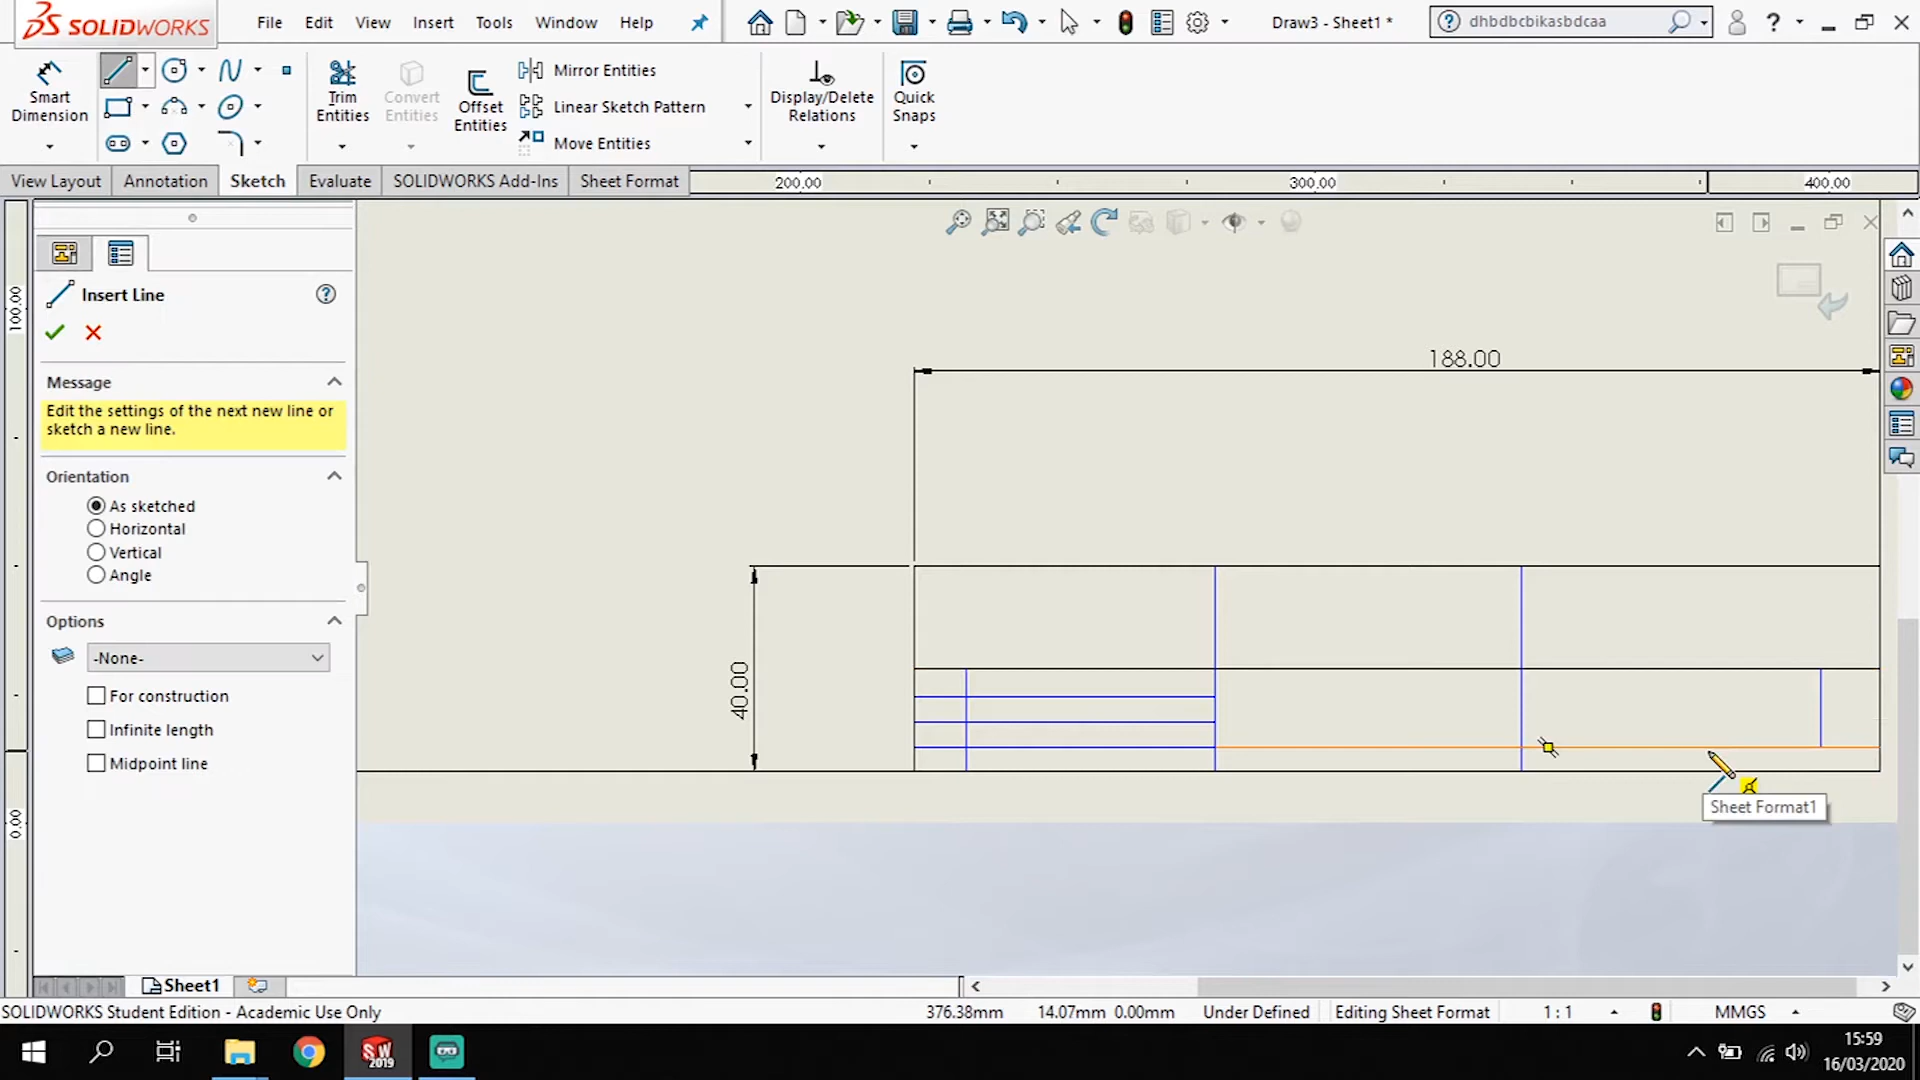 SOLIDWORKS
File Edit View Insert Tools Window Help
Draw3 - Sheet1 *
dhbdbcbikasbdcaa
?
Smart
Dimension
Trim
Entities
Convert
Entities
Offset
Entities
Mirror Entities
Linear Sketch Pattern
Move Entities
Display/Delete
Relations
Quick
Snaps
View Layout Annotation Sketch Evaluate SOLIDWORKS Add-Ins Sheet Format
200.00 300.00 400.00
100.00
0.00
Insert Line
?
Message
Edit the settings of the next new line or
sketch a new line.
Orientation
As sketched
Horizontal
Vertical
Angle
Options
-None-
For construction
Infinite length
Midpoint line
188.00
40.00
Sheet Format1
Sheet1
SOLIDWORKS Student Edition - Academic Use Only
376.38mm 14.07mm 0.00mm Under Defined Editing Sheet Format 1 : 1 MMGS
SW
2019
15:59
16/03/2020